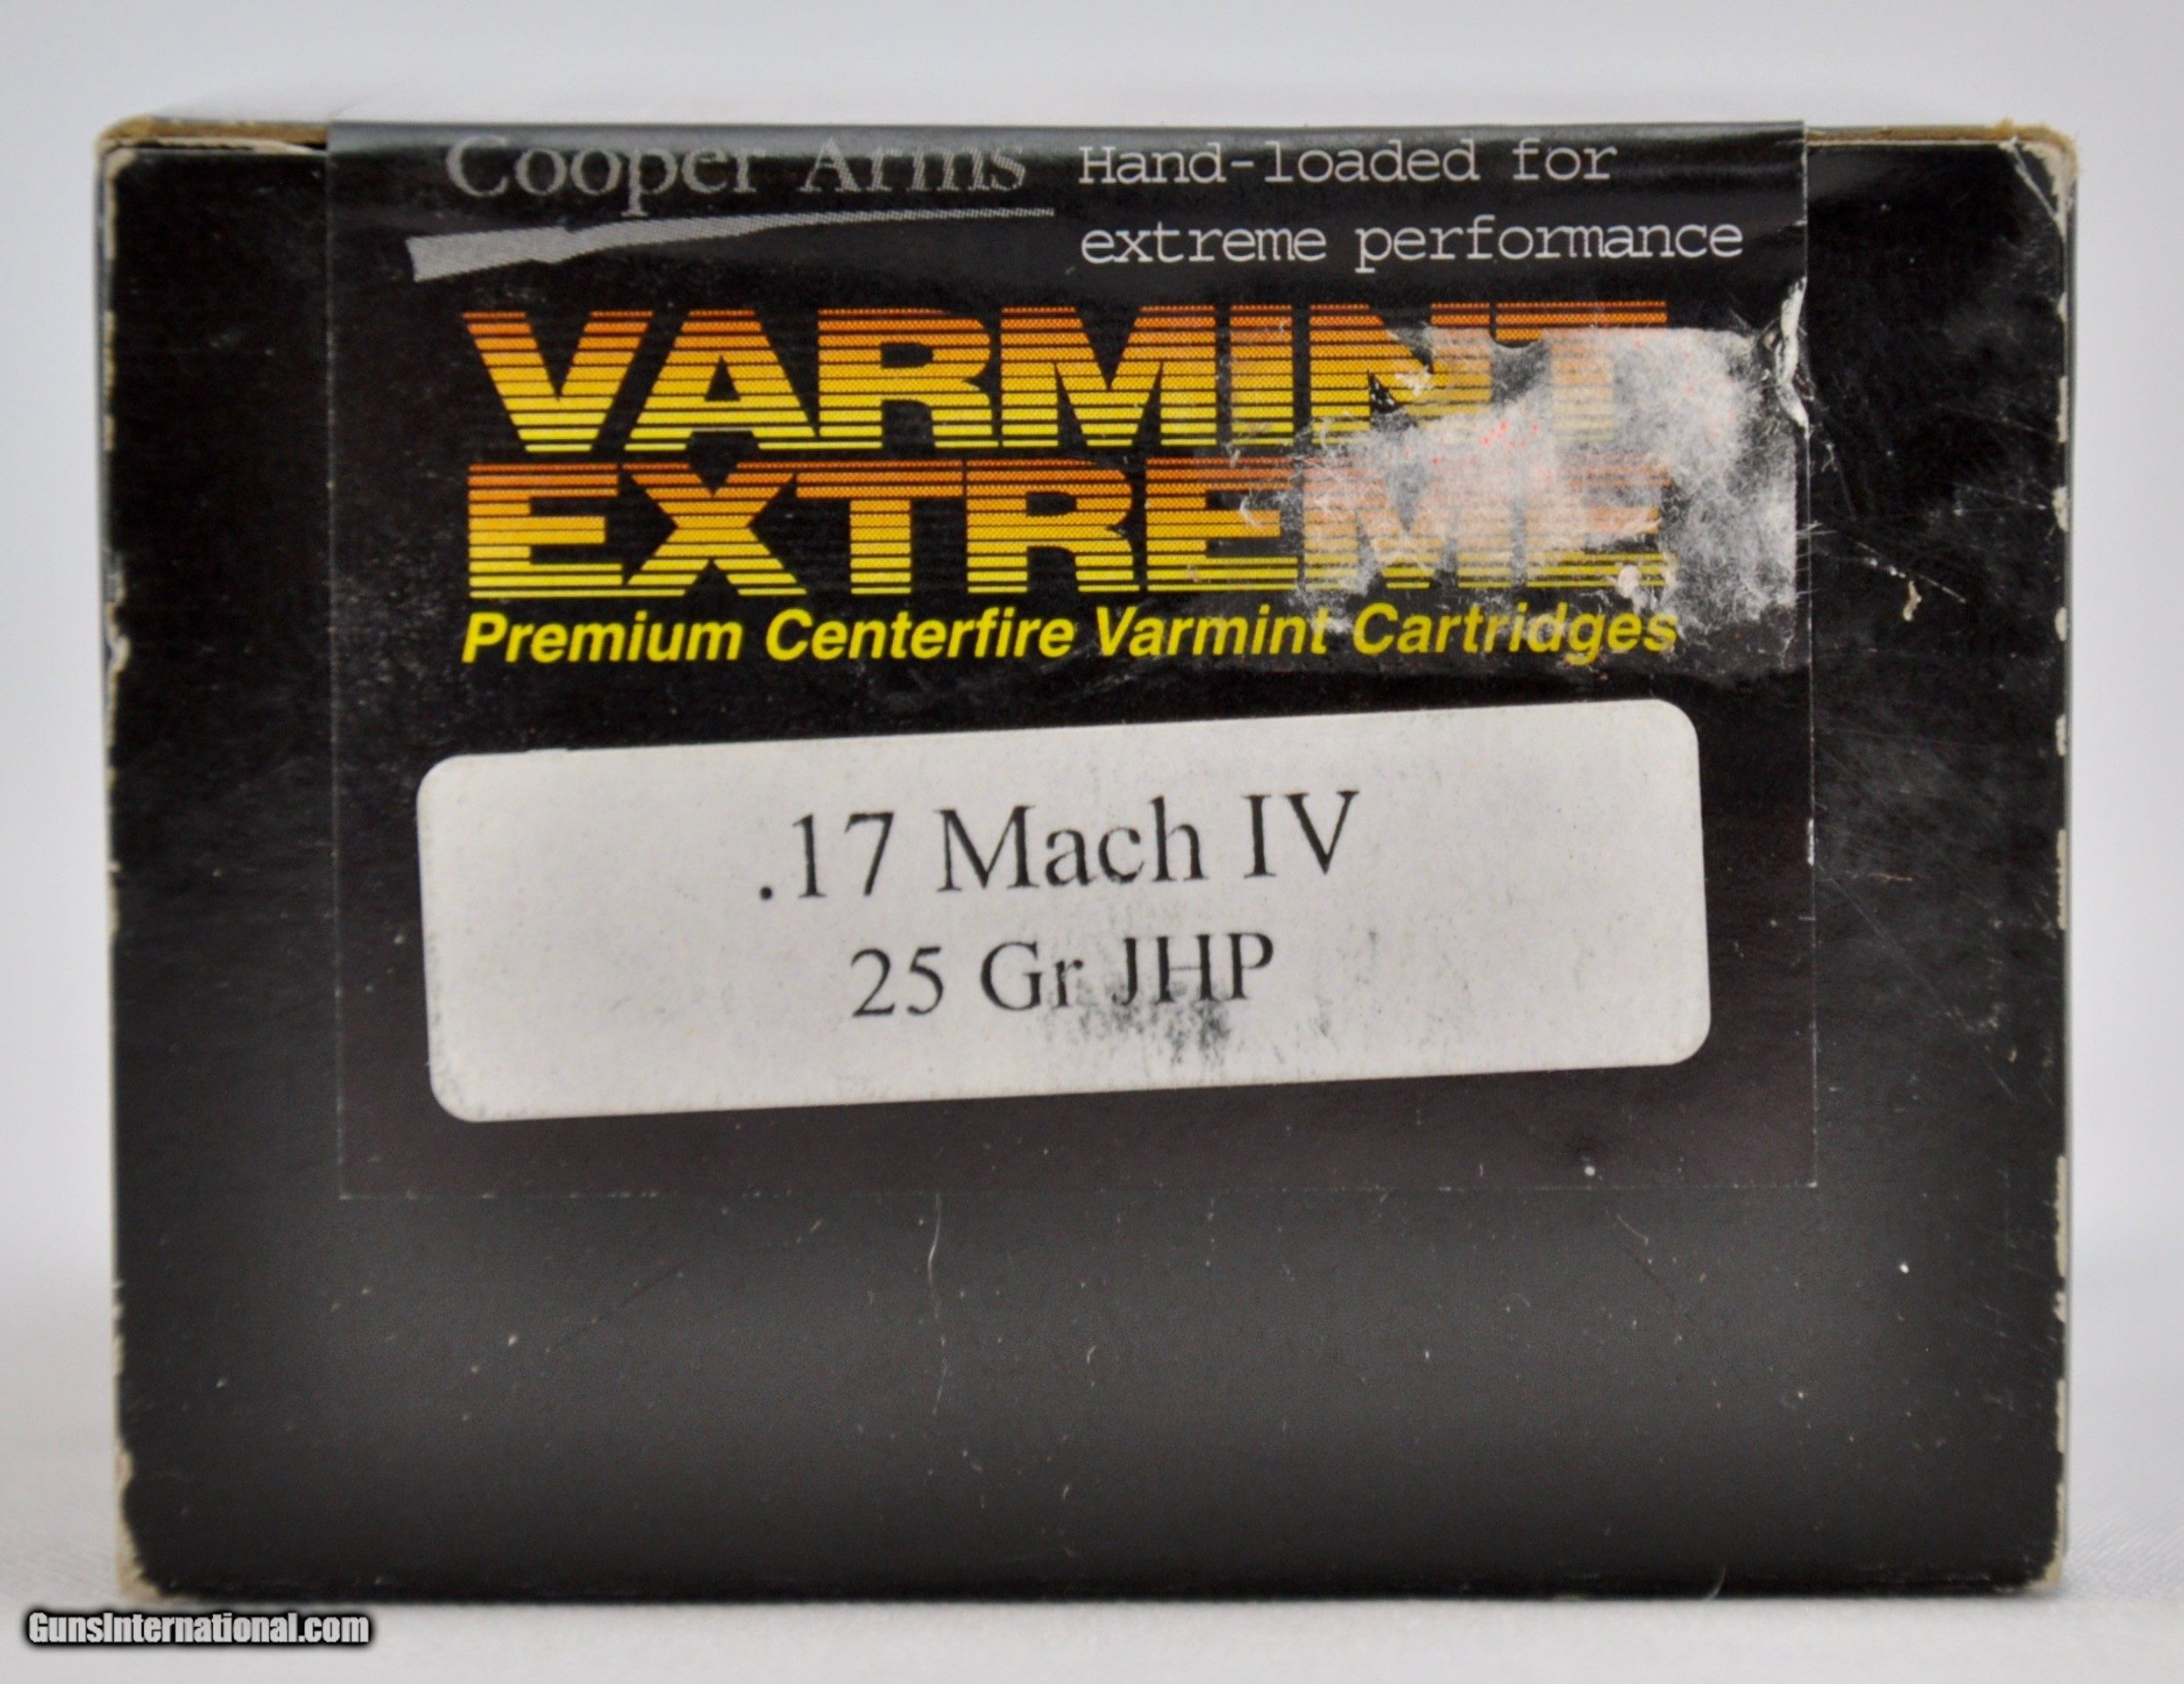 Cooper Arms
Hand-loaded for
extreme performance
VARMINT
EXTREME
Premium Centerfire Varmint Cartridges
.17 Mach IV
25 Gr JHP
GunsInternational.com